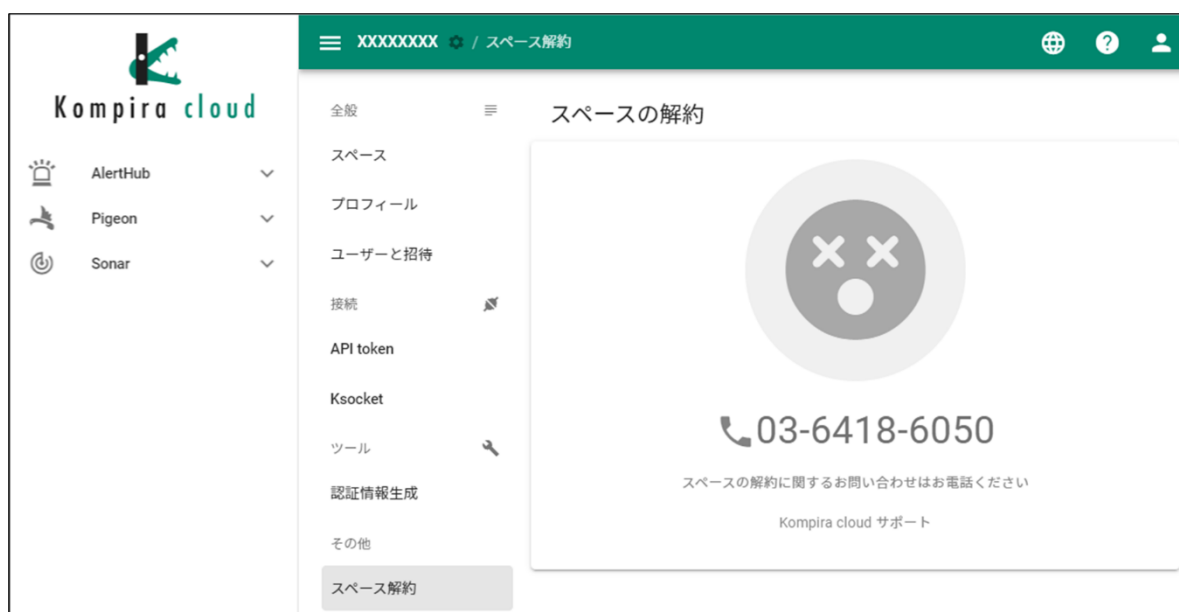 Kompira cloud
AlertHub
Pigeon
Sonar
XXXXXXXX / スペース解約
全般
スペース
プロフィール
ユーザーと招待
接続
API token
Ksocket
ツール
認証情報生成
その他
スペース解約
スペースの解約
03-6418-6050
スペースの解約に関するお問い合わせはお電話ください
Kompira cloud サポート